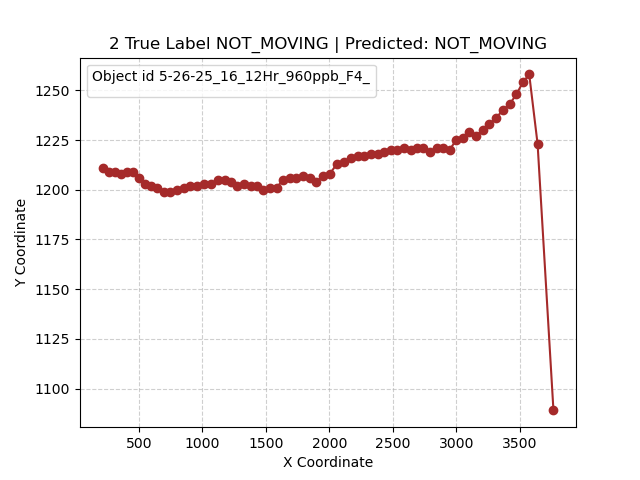 2 True Label NOT_MOVING | Predicted: NOT_MOVING
Object id 5-26-25_16_12Hr_960ppb_F4_
1250
1225
1200
1175
1150
1125
1100
Y Coordinate
500 1000 1500 2000 2500 3000 3500
X Coordinate